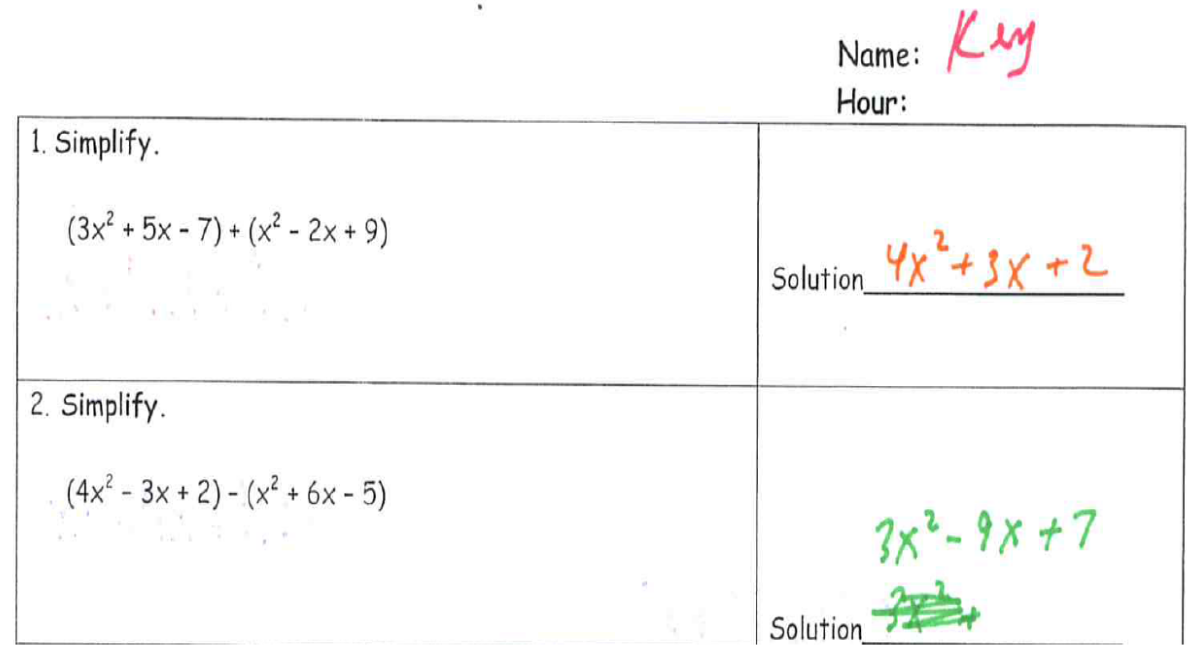 Name: Key
Hour:
1. Simplify.
(3x² + 5x - 7) + (x² - 2x + 9)
Solution 4x² + 3x + 2
2. Simplify.
(4x² - 3x + 2) - (x² + 6x - 5)
3x² - 9x + 7
Solution 3x² +